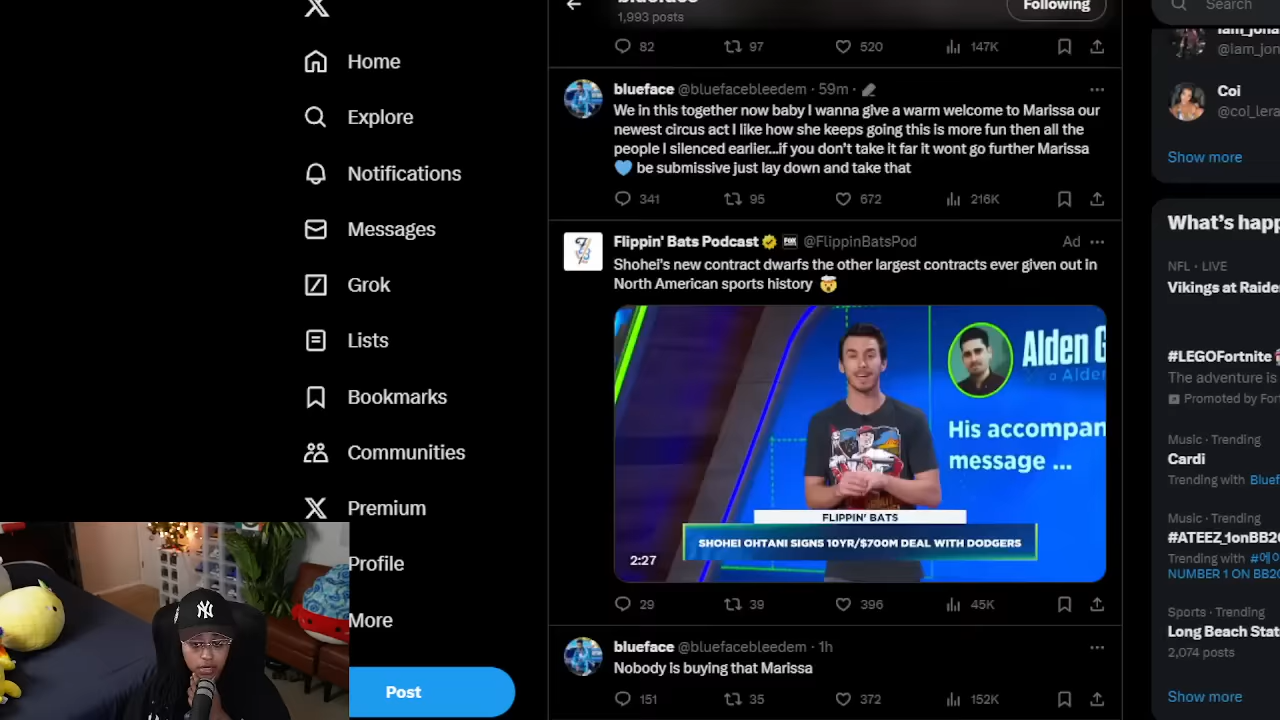 1,993 posts
Following
Search
82 97 520 147K
Home
Explore
Notifications
Messages
Grok
Lists
Bookmarks
Communities
Premium
Profile
More
Post
blueface @bluefacebleedem · 59m ·
We in this together now baby I wanna give a warm welcome to Marissa our
newest circus act I like how she keeps going this is more fun then all the
people I silenced earlier...if you don't take it far it wont go further Marissa
💙 be submissive just lay down and take that
341 95 672 216K
Flippin' Bats Podcast FOX @FlippinBatsPod Ad
Shohei's new contract dwarfs the other largest contracts ever given out in
North American sports history 🤯
Alden G
His accompan
message ...
FLIPPIN' BATS
SHOHEI OHTANI SIGNS 10YR/$700M DEAL WITH DODGERS
2:27
29 39 396 45K
blueface @bluefacebleedem · 1h
Nobody is buying that Marissa
151 35 372 152K
@iam_jon
Coi
@coi_lera
Show more
What's happ
NFL · LIVE
Vikings at Raide
#LEGOFortnite
The adventure is
Promoted by For
Music · Trending
Cardi
Trending with Bluef
Music · Trending
#ATEEZ_1onBB20
Trending with #에이
NUMBER 1 ON BB20
Sports · Trending
Long Beach Stat
2,074 posts
Show more
NY